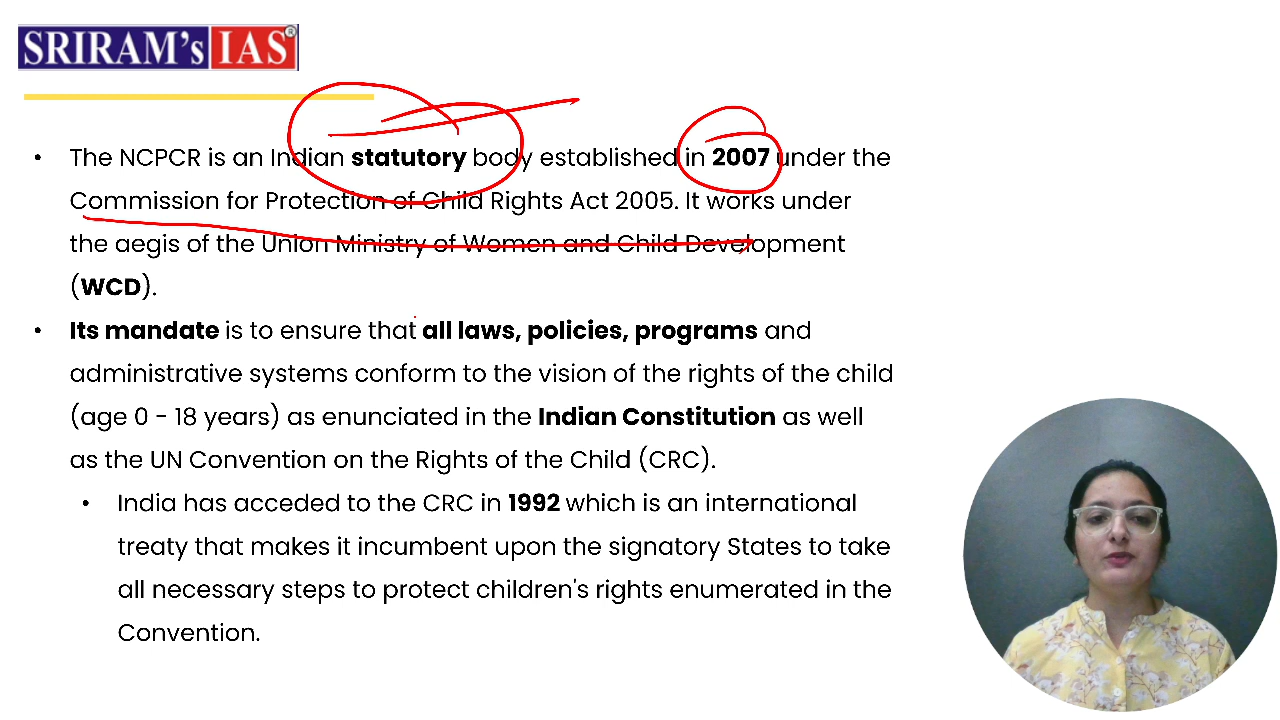 SRIRAM's IAS®
• The NCPCR is an Indian statutory body established in 2007 under the
Commission for Protection of Child Rights Act 2005. It works under
the aegis of the Union Ministry of Women and Child Development
(WCD).
• Its mandate is to ensure that all laws, policies, programs and
administrative systems conform to the vision of the rights of the child
(age 0 - 18 years) as enunciated in the Indian Constitution as well
as the UN Convention on the Rights of the Child (CRC).
• India has acceded to the CRC in 1992 which is an international
treaty that makes it incumbent upon the signatory States to take
all necessary steps to protect children's rights enumerated in the
Convention.